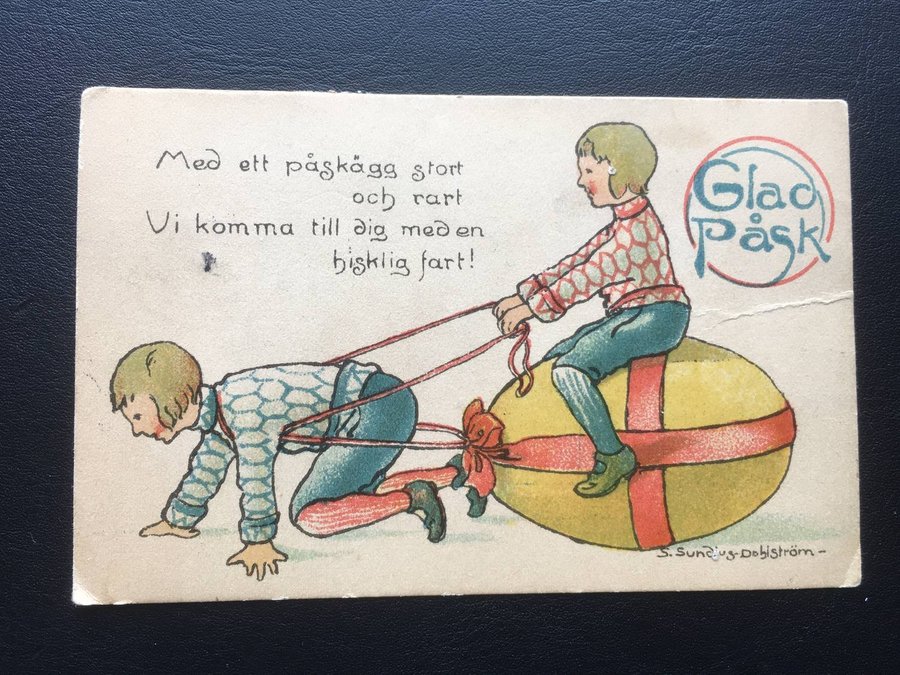 Med ett påskägg stort
och rart
Vi komma till dig med en
hisklig fart!
Glad
Påsk
S. Sundius-Dahlström-